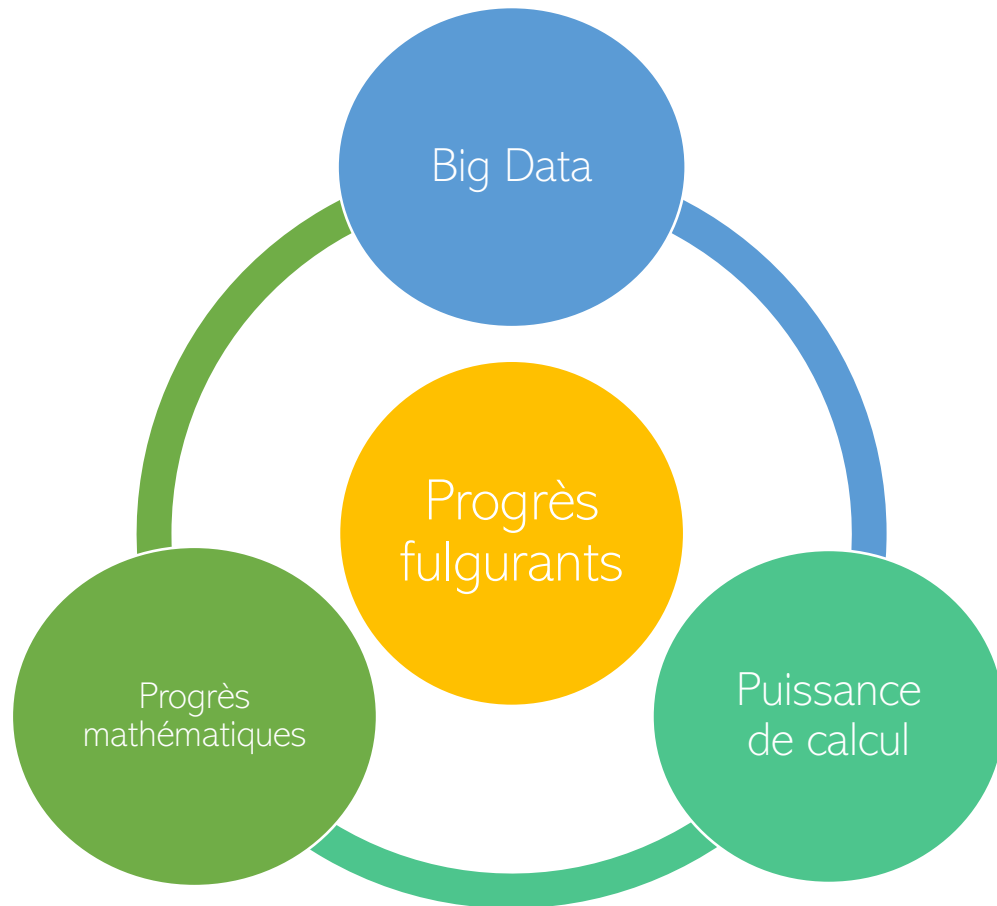 Big Data
Progrès
fulgurants
Progrès
mathématiques
Puissance
de calcul